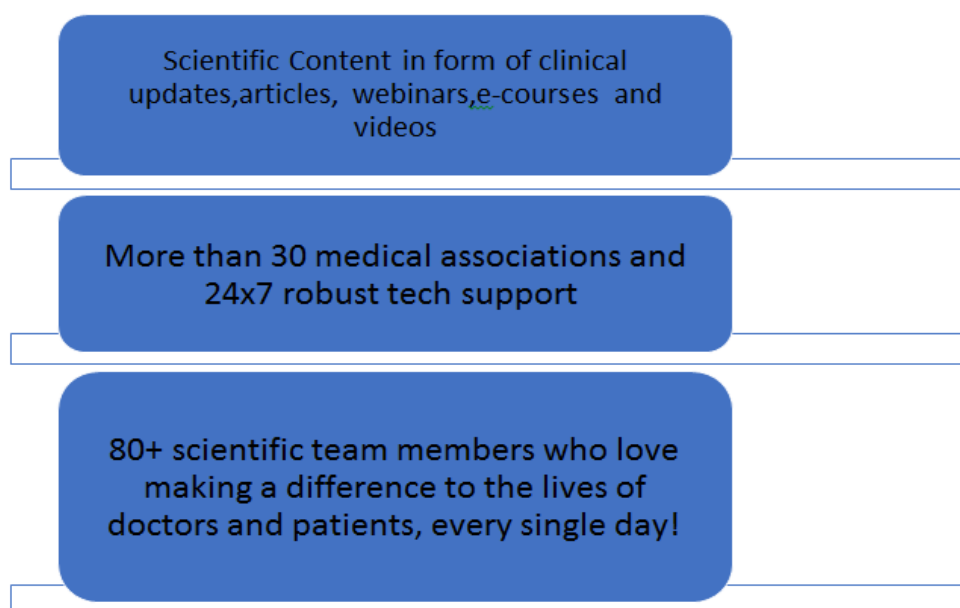 Scientific Content in form of clinical
updates,articles, webinars,e-courses and
videos
More than 30 medical associations and
24x7 robust tech support
80+ scientific team members who love
making a difference to the lives of
doctors and patients, every single day!